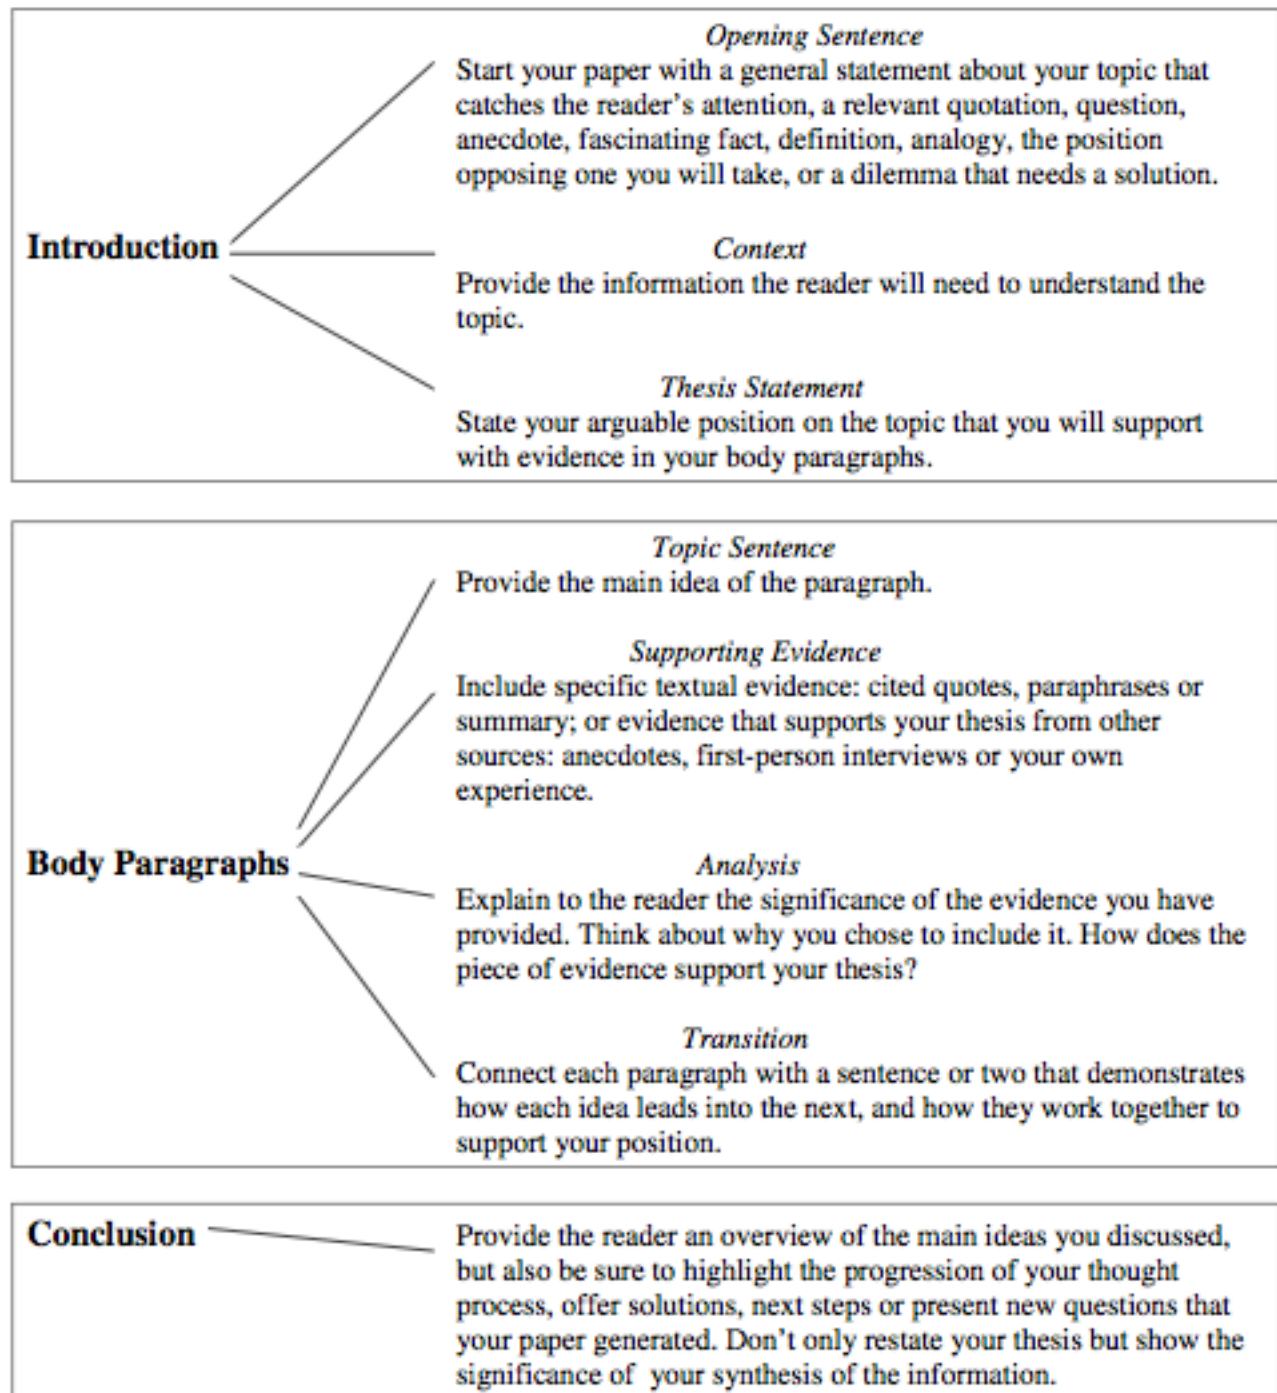 Opening Sentence
Start your paper with a general statement about your topic that
catches the reader's attention, a relevant quotation, question,
anecdote, fascinating fact, definition, analogy, the position
opposing one you will take, or a dilemma that needs a solution.
Introduction
Context
Provide the information the reader will need to understand the
topic.
Thesis Statement
State your arguable position on the topic that you will support
with evidence in your body paragraphs.
Topic Sentence
Provide the main idea of the paragraph.
Supporting Evidence
Include specific textual evidence: cited quotes, paraphrases or
summary; or evidence that supports your thesis from other
sources: anecdotes, first-person interviews or your own
experience.
Body Paragraphs
Analysis
Explain to the reader the significance of the evidence you have
provided. Think about why you chose to include it. How does the
piece of evidence support your thesis?
Transition
Connect each paragraph with a sentence or two that demonstrates
how each idea leads into the next, and how they work together to
support your position.
Conclusion
Provide the reader an overview of the main ideas you discussed,
but also be sure to highlight the progression of your thought
process, offer solutions, next steps or present new questions that
your paper generated. Don't only restate your thesis but show the
significance of your synthesis of the information.